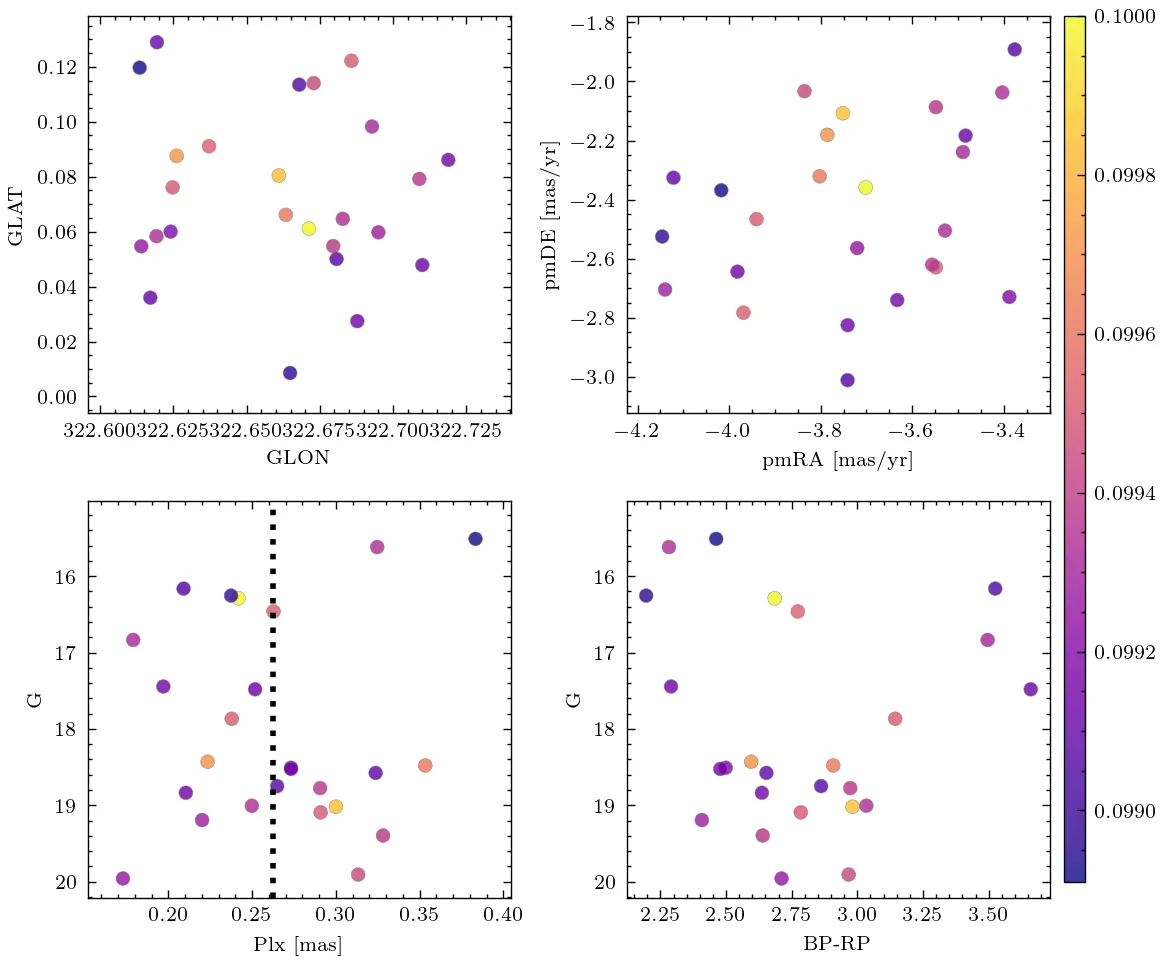 0.12
0.10
0.08
0.06
0.04
0.02
0.00
GLAT
322.600322.625322.650322.675322.700322.725
GLON
−1.8
−2.0
−2.2
−2.4
−2.6
−2.8
−3.0
pmDE [mas/yr]
−4.2 −4.0 −3.8 −3.6 −3.4
pmRA [mas/yr]
16
17
18
19
20
G
0.20 0.25 0.30 0.35 0.40
Plx [mas]
16
17
18
19
20
G
2.25 2.50 2.75 3.00 3.25 3.50
BP-RP
0.1000
0.0998
0.0996
0.0994
0.0992
0.0990